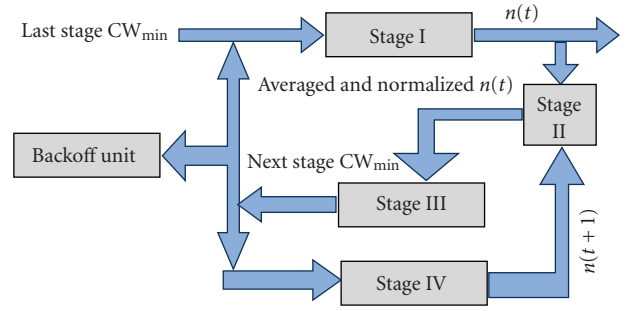 Last stage CW_min
Stage I
n(t)
Averaged and normalized n(t)
Stage
II
Backoff unit
Next stage CW_min
Stage III
n(t + 1)
Stage IV